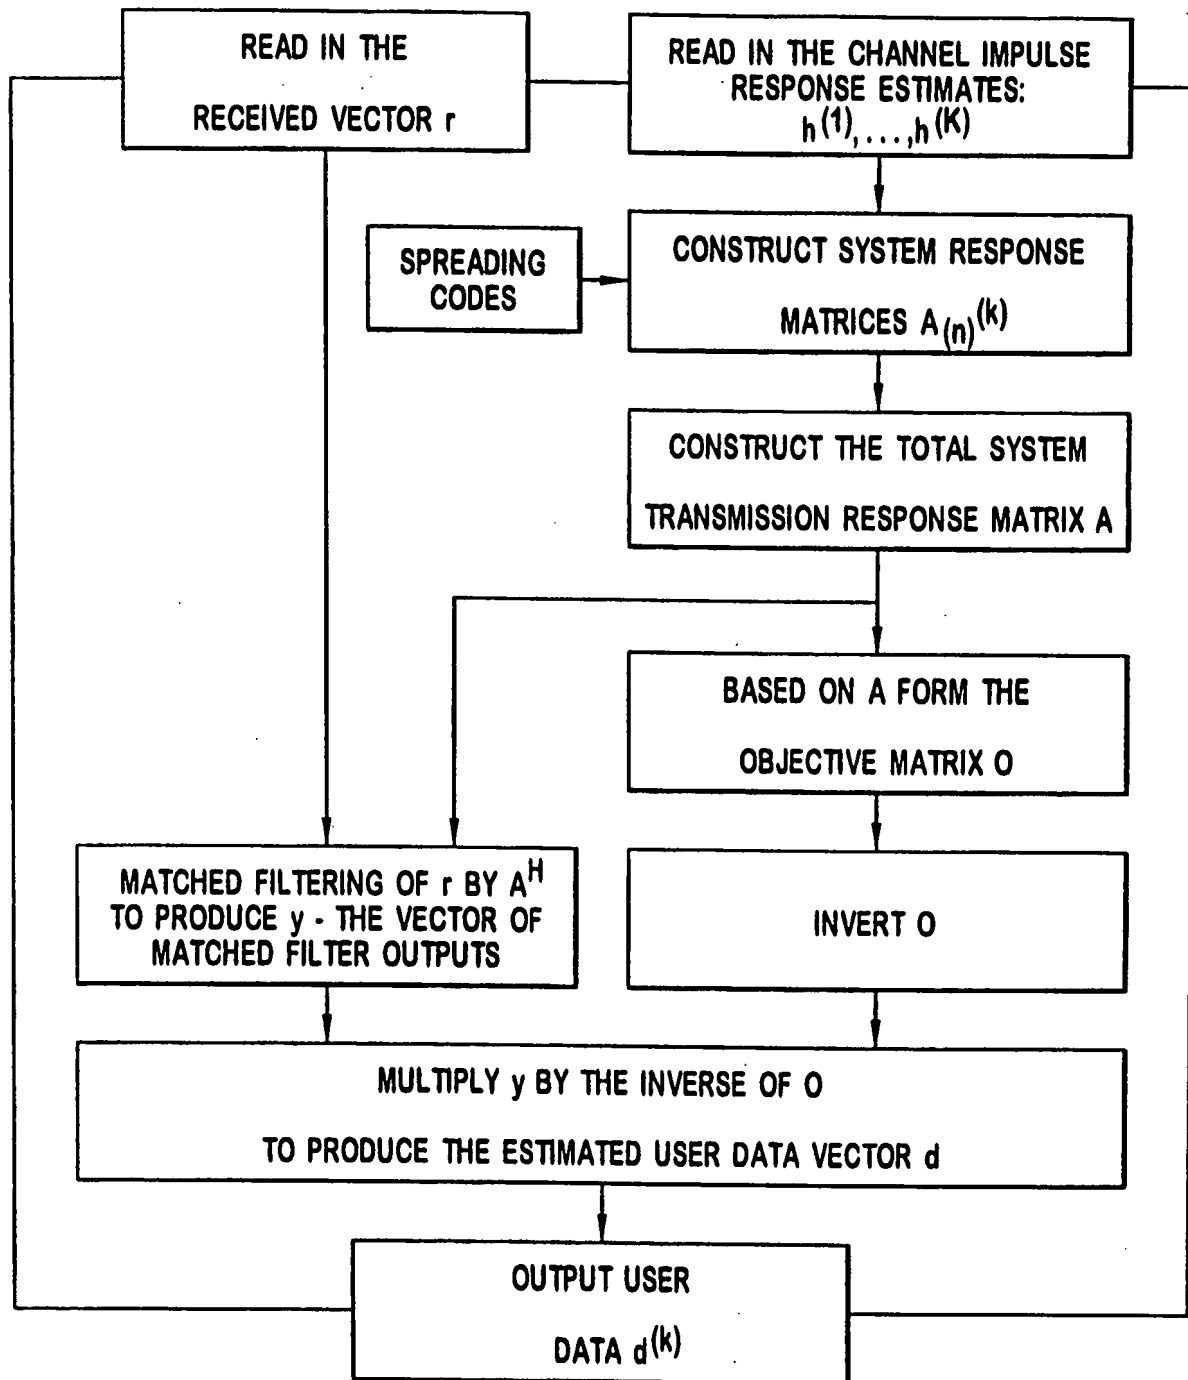 READ IN THE
RECEIVED VECTOR r
READ IN THE CHANNEL IMPULSE
RESPONSE ESTIMATES:
h(1),...,h(K)
SPREADING
CODES
CONSTRUCT SYSTEM RESPONSE
MATRICES A(n)(k)
CONSTRUCT THE TOTAL SYSTEM
TRANSMISSION RESPONSE MATRIX A
BASED ON A FORM THE
OBJECTIVE MATRIX O
MATCHED FILTERING OF r BY AH
TO PRODUCE y - THE VECTOR OF
MATCHED FILTER OUTPUTS
INVERT O
MULTIPLY y BY THE INVERSE OF O
TO PRODUCE THE ESTIMATED USER DATA VECTOR d
OUTPUT USER
DATA d(k)